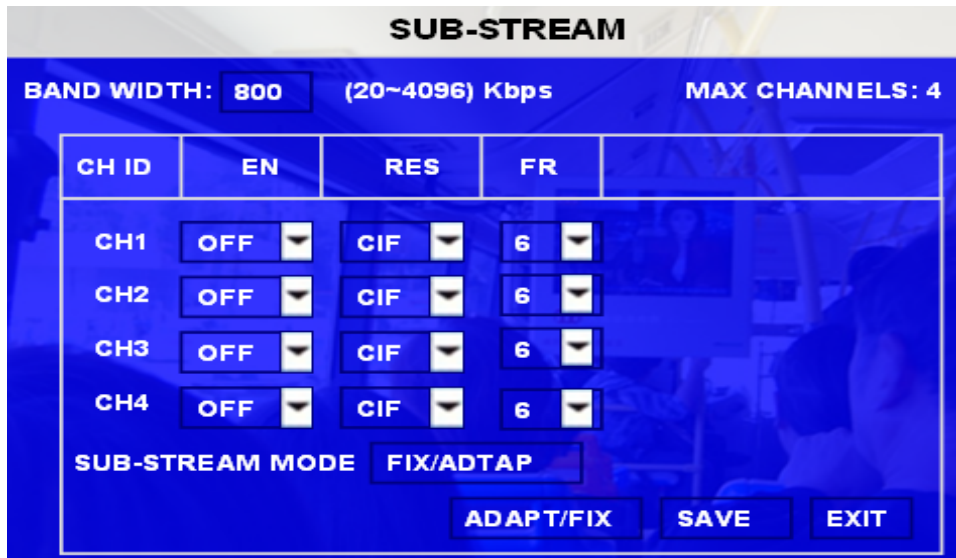 SUB-STREAM
BAND WIDTH: 800 (20~4096) Kbps MAX CHANNELS: 4
CH ID EN RES FR
CH1 OFF CIF 6
CH2 OFF CIF 6
CH3 OFF CIF 6
CH4 OFF CIF 6
SUB-STREAM MODE FIX/ADTAP
ADAPT/FIX SAVE EXIT